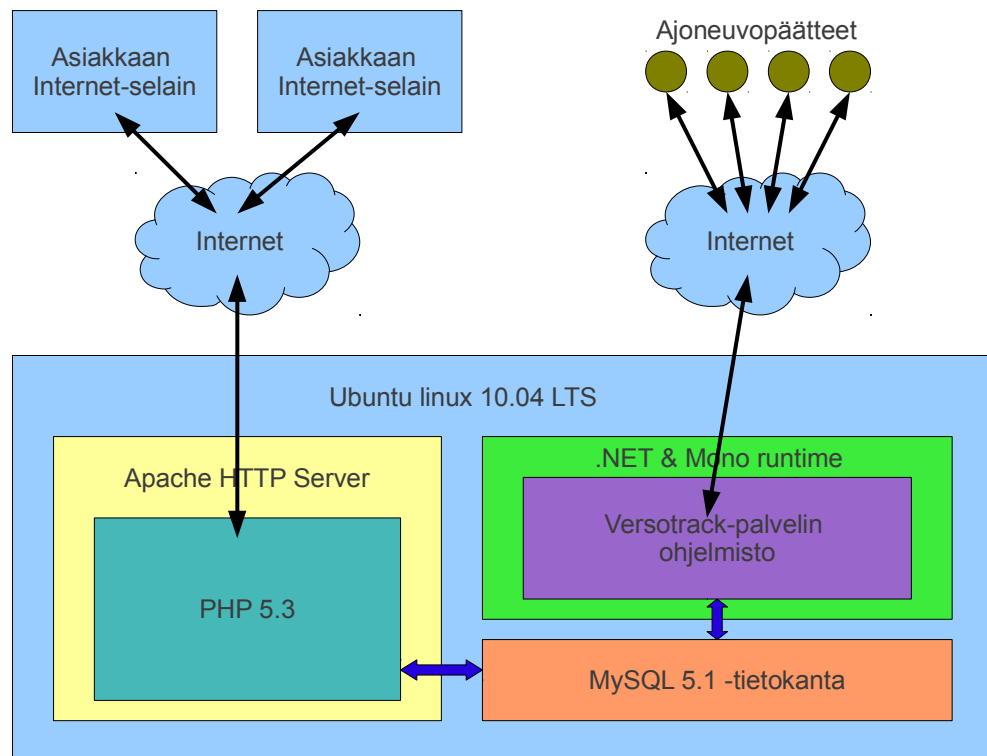 Asiakkaan
Internet-selain
Asiakkaan
Internet-selain
Ajoneuvopäätteet
Internet
Internet
Ubuntu linux 10.04 LTS
Apache HTTP Server
PHP 5.3
.NET & Mono runtime
Versotrack-palvelin
ohjelmisto
MySQL 5.1 -tietokanta